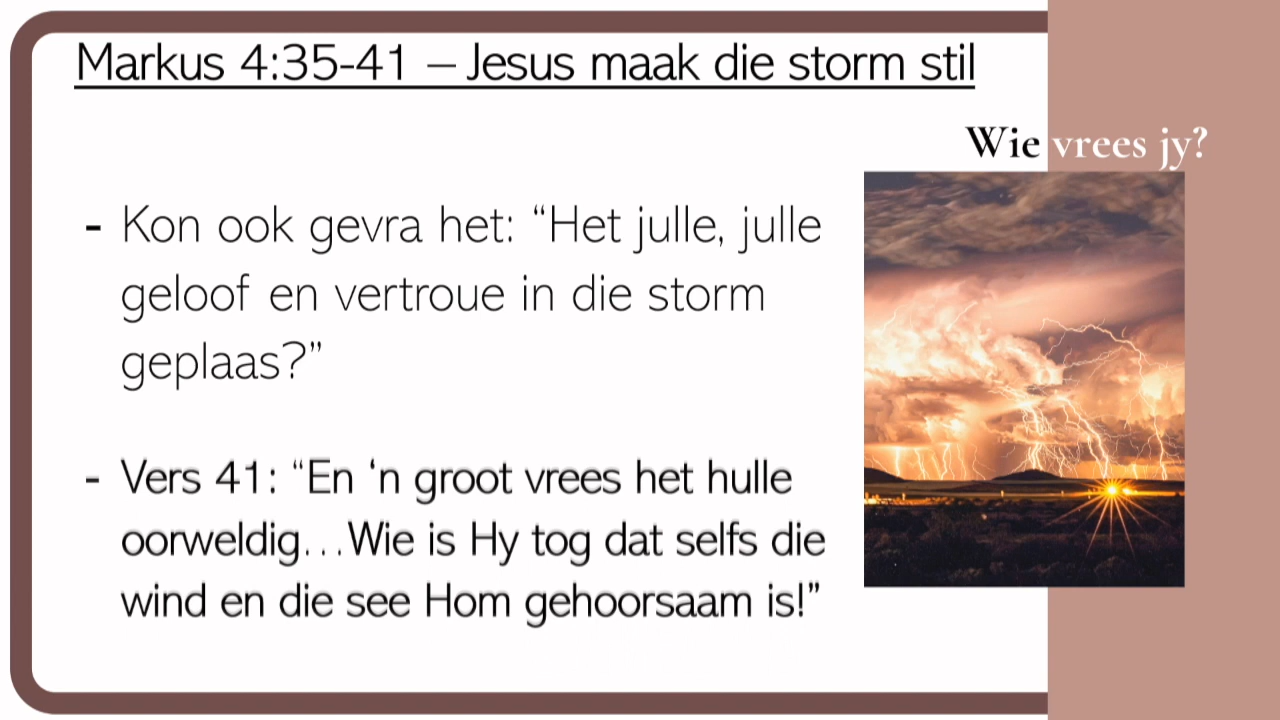 Markus 4:35-41 – Jesus maak die storm stil
Wie vrees jy?
- Kon ook gevra het: “Het julle, julle
geloof en vertroue in die storm
geplaas?”
- Vers 41: “En ‘n groot vrees het hulle
oorweldig...Wie is Hy tog dat selfs die
wind en die see Hom gehoorsaam is!”